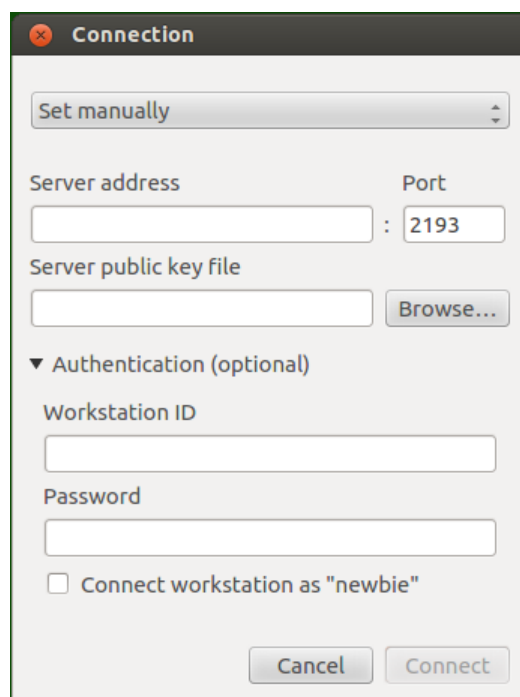 Connection
Set manually
Server address Port
: 2193
Server public key file
Browse...
Authentication (optional)
Workstation ID
Password
Connect workstation as "newbie"
Cancel Connect